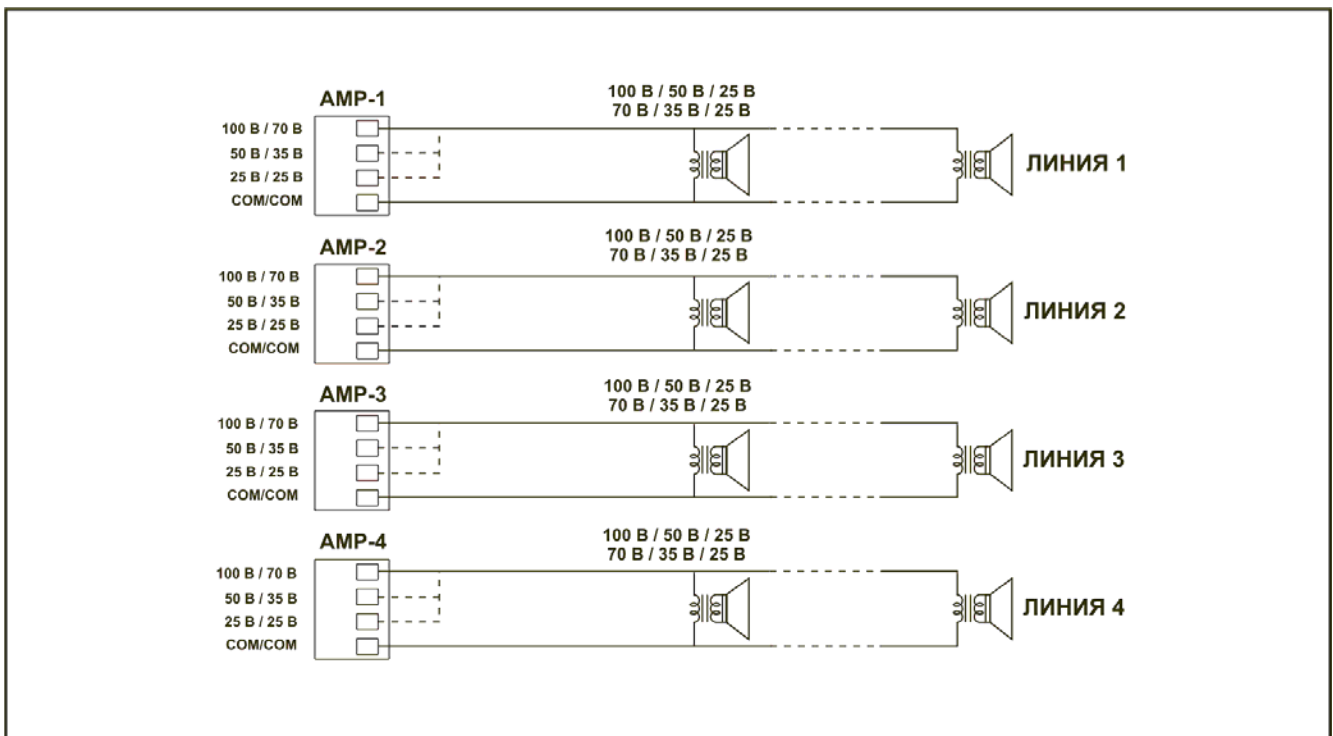 100 В / 50 В / 25 В
70 В / 35 В / 25 В
AMP-1
100 В / 70 В
50 В / 35 В
25 В / 25 В
COM/COM
ЛИНИЯ 1
100 В / 50 В / 25 В
70 В / 35 В / 25 В
AMP-2
100 В / 70 В
50 В / 35 В
25 В / 25 В
COM/COM
ЛИНИЯ 2
100 В / 50 В / 25 В
70 В / 35 В / 25 В
AMP-3
100 В / 70 В
50 В / 35 В
25 В / 25 В
COM/COM
ЛИНИЯ 3
100 В / 50 В / 25 В
70 В / 35 В / 25 В
AMP-4
100 В / 70 В
50 В / 35 В
25 В / 25 В
COM/COM
ЛИНИЯ 4